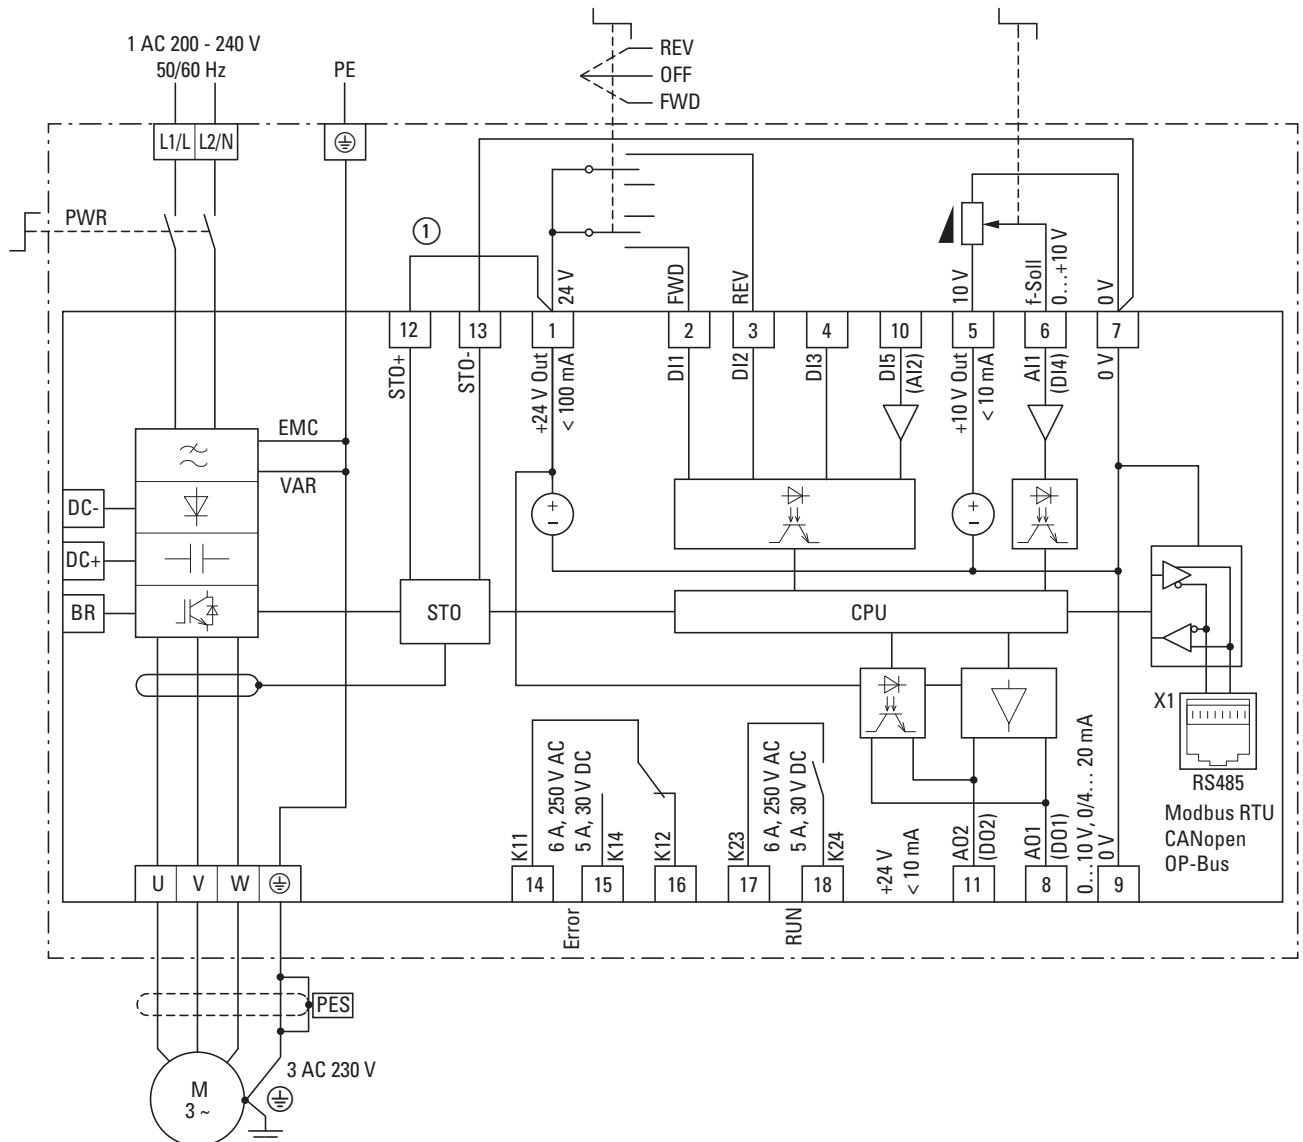 1 AC 200 - 240 V
50/60 Hz
PE
REV
OFF
FWD
L1/L
L2/N
PWR
1
24 V
FWD
REV
10 V
f-Soll
0…+10 V
0 V
12
13
1
2
3
4
10
5
6
7
STO+
STO-
+24 V Out
< 100 mA
DI1
DI2
DI3
DI5
(AI2)
+10 V Out
< 10 mA
AI1
(DI4)
0 V
EMC
VAR
DC-
DC+
BR
+
-
+
-
STO
CPU
X1
RS485
Modbus RTU
CANopen
OP-Bus
K11
6 A, 250 V AC
5 A, 30 V DC
K14
K12
K23
6 A, 250 V AC
5 A, 30 V DC
K24
+24 V
< 10 mA
AO2
(DO2)
AO1
(DO1)
0…10 V, 0/4… 20 mA
0 V
U
V
W
14
15
16
17
18
11
8
9
Error
RUN
PES
3 AC 230 V
M
3 ~